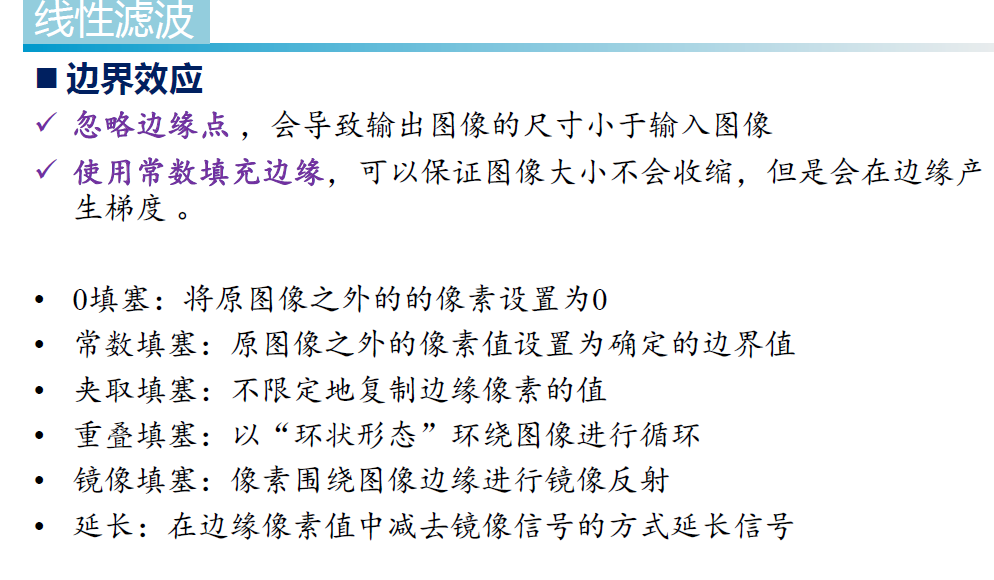 线性滤波
■ 边界效应
✓ 忽略边缘点 ，会导致输出图像的尺寸小于输入图像
✓ 使用常数填充边缘，可以保证图像大小不会收缩，但是会在边缘产
生梯度 。
• 0填塞：将原图像之外的的像素设置为0
• 常数填塞：原图像之外的像素值设置为确定的边界值
• 夹取填塞：不限定地复制边缘像素的值
• 重叠填塞：以“环状形态”环绕图像进行循环
• 镜像填塞：像素围绕图像边缘进行镜像反射
• 延长：在边缘像素值中减去镜像信号的方式延长信号